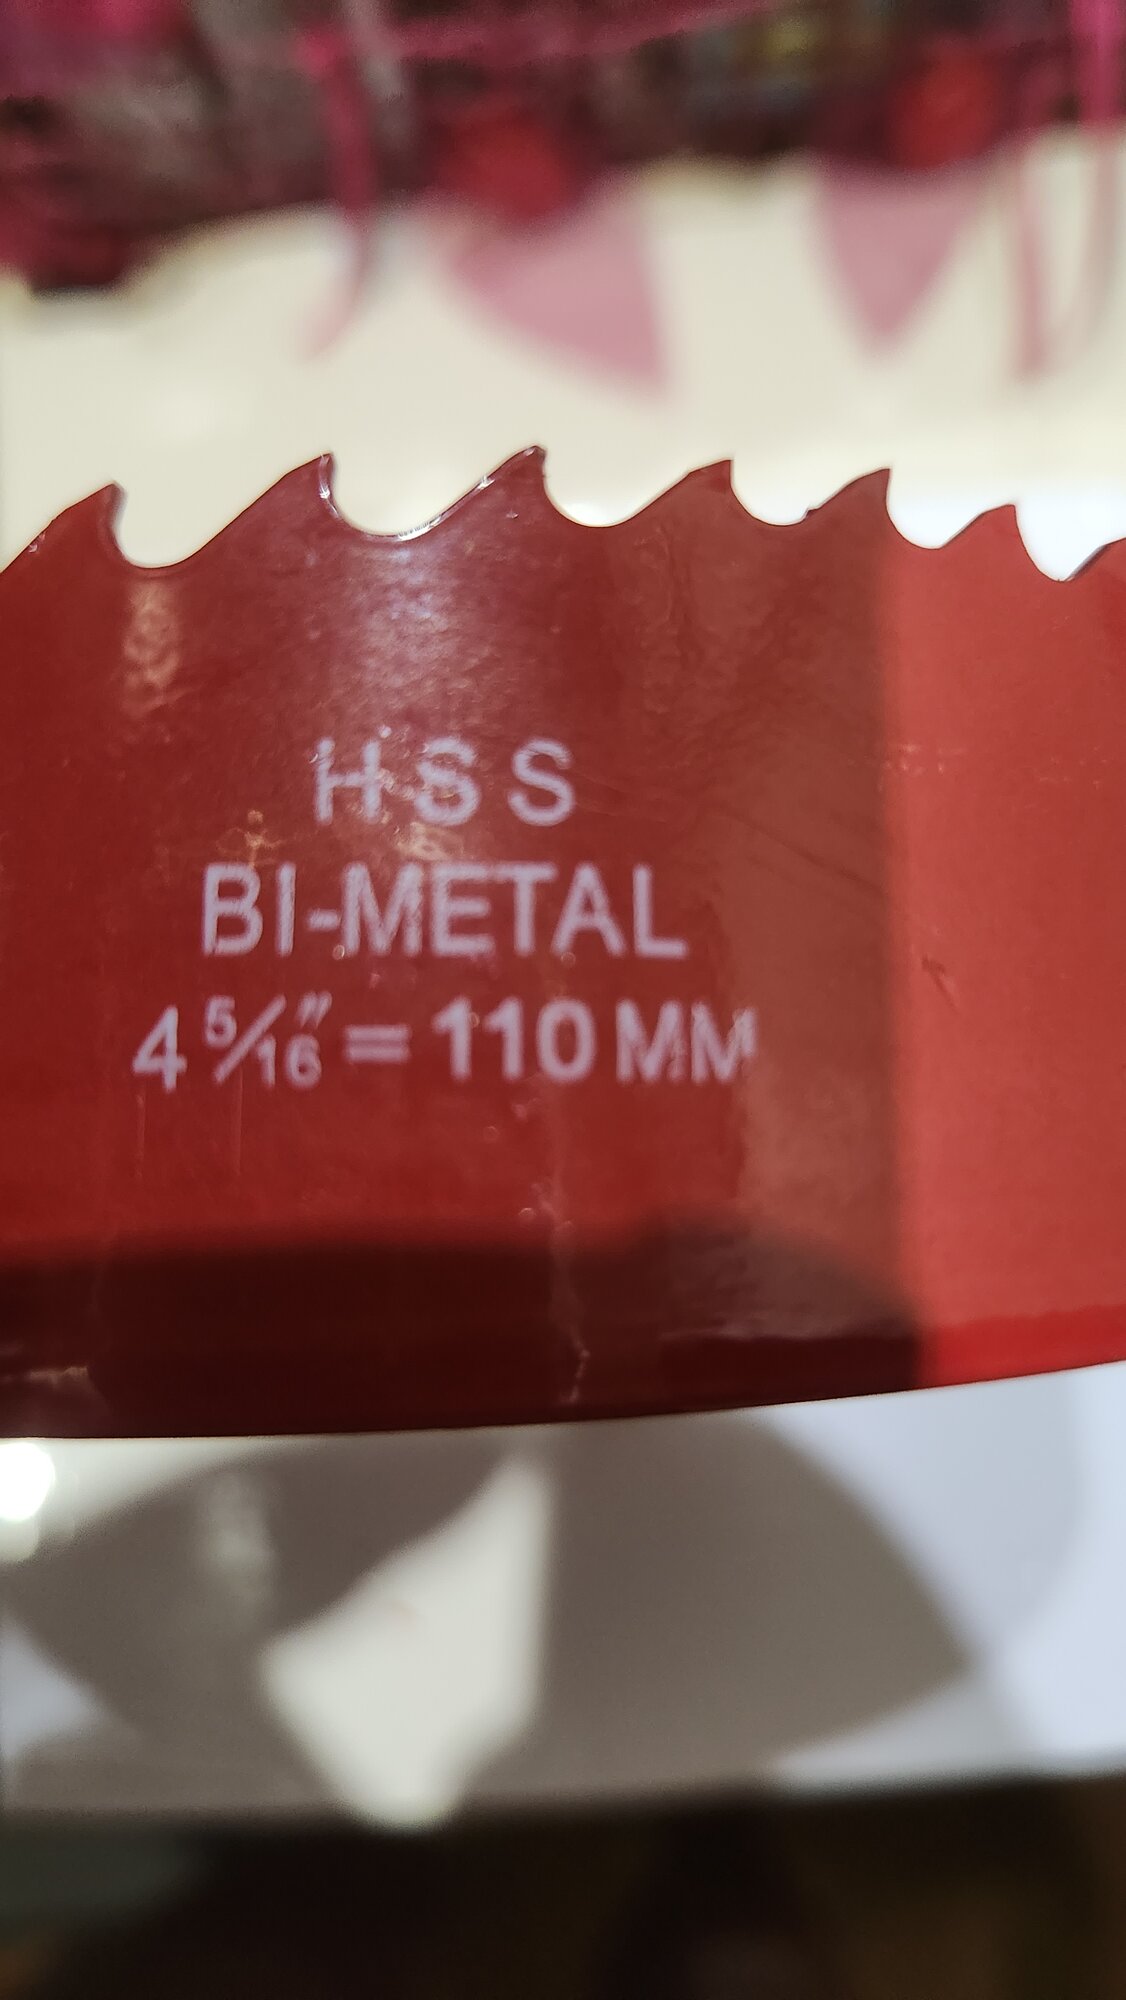 HSS
BI-METAL
4 5/16" = 110 MM